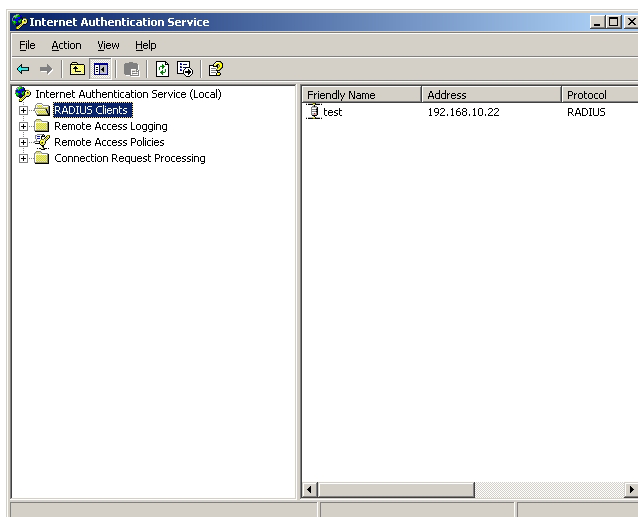 Internet Authentication Service
File Action View Help
Internet Authentication Service (Local)
RADIUS Clients
Remote Access Logging
Remote Access Policies
Connection Request Processing
Friendly Name Address Protocol
test 192.168.10.22 RADIUS